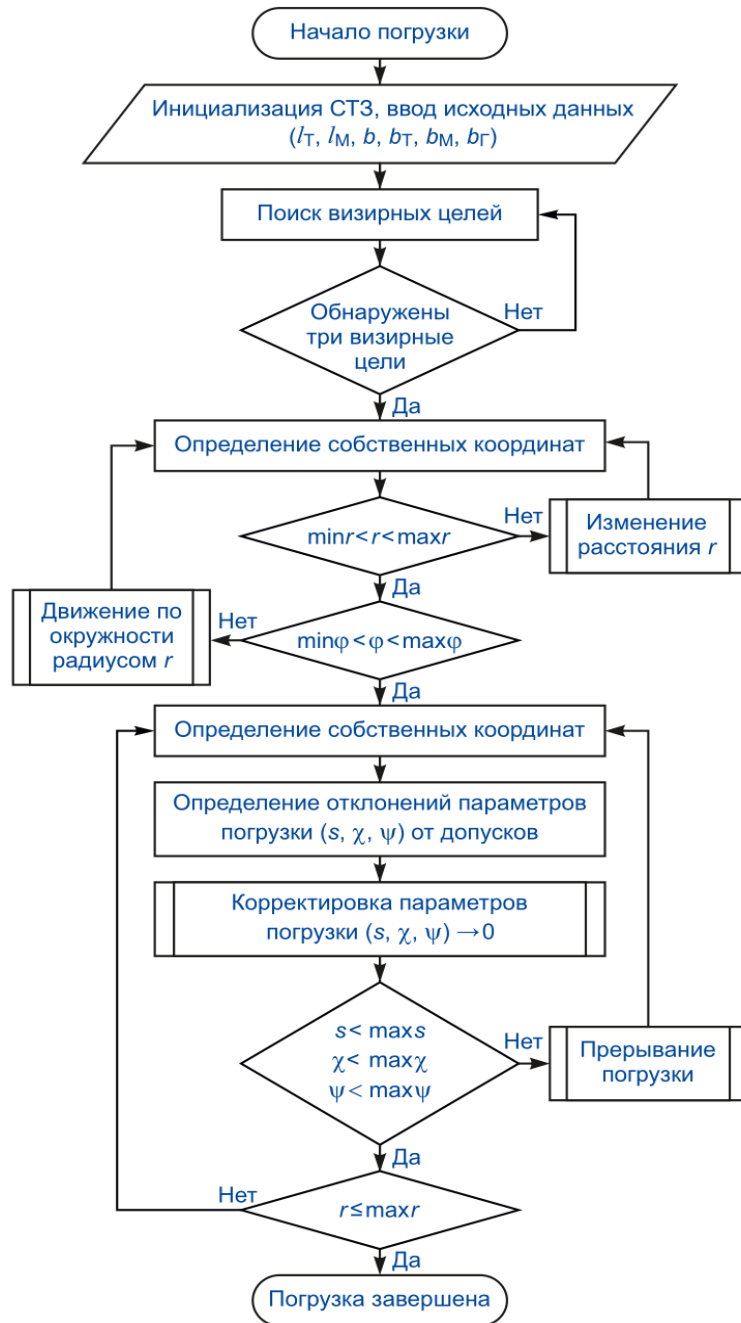 Начало погрузки
Инициализация СТЗ, ввод исходных данных
(lТ, lМ, b, bТ, bМ, bГ)
Поиск визирных целей
Обнаружены
три визирные
цели
Нет
Да
Определение собственных координат
minr<r<maxr
Нет
Изменение
расстояния r
Да
Движение по
окружности
радиусом r
Нет
minφ<φ<maxφ
Да
Определение собственных координат
Определение отклонений параметров
погрузки (s, χ, ψ) от допусков
Корректировка параметров
погрузки (s, χ, ψ) →0
s< maxs
χ< maxχ
ψ< maxψ
Нет
Прерывание
погрузки
Да
Нет
r≤maxr
Да
Погрузка завершена